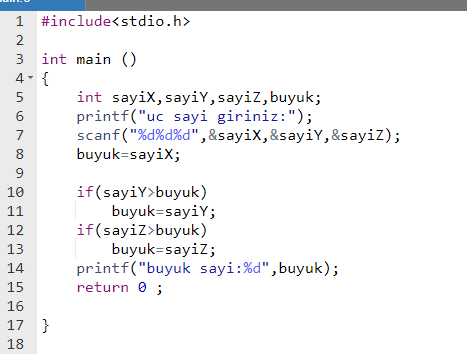 1 #include<stdio.h>
2
3 int main ()
4 {
5 int sayiX,sayiY,sayiZ,buyuk;
6 printf("uc sayi giriniz:");
7 scanf("%d%d%d",&sayiX,&sayiY,&sayiZ);
8 buyuk=sayiX;
9
10 if(sayiY>buyuk)
11 buyuk=sayiY;
12 if(sayiZ>buyuk)
13 buyuk=sayiZ;
14 printf("buyuk sayi:%d",buyuk);
15 return 0 ;
16
17 }
18